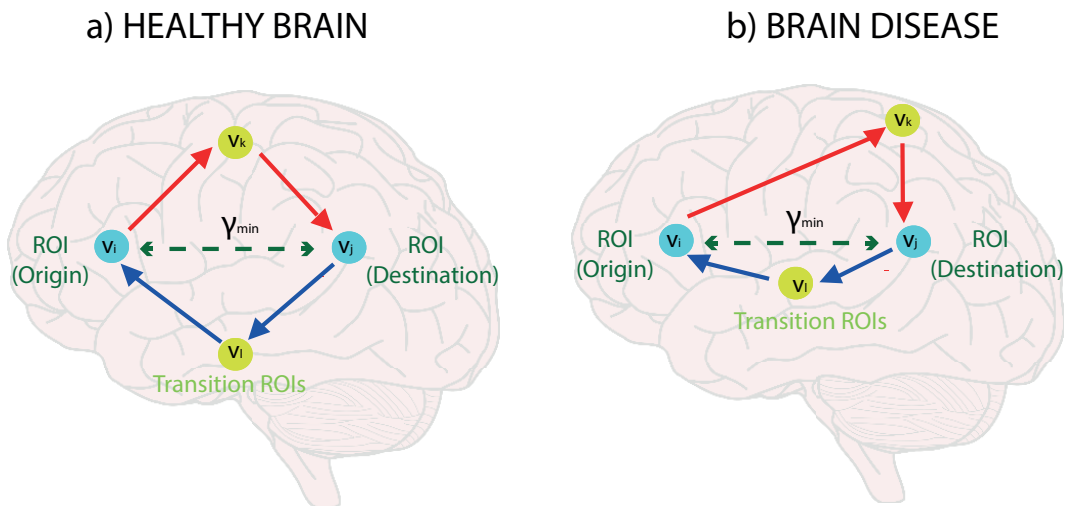 a) HEALTHY BRAIN
vk
γmin
vi
vj
ROI
(Origin)
ROI
(Destination)
vl
Transition ROIs
b) BRAIN DISEASE
vk
γmin
vi
vj
ROI
(Origin)
ROI
(Destination)
vl
Transition ROIs